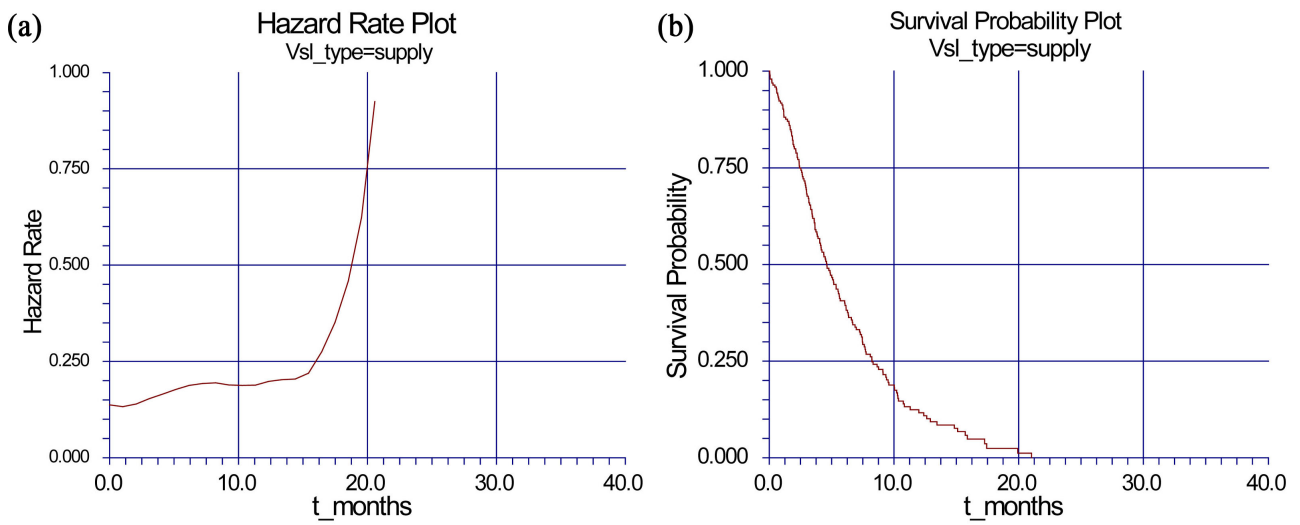 (a)
Hazard Rate Plot
Vsl_type=supply
1.000
0.750
0.500
0.250
0.000
Hazard Rate
0.0 10.0 20.0 30.0 40.0
t_months
(b)
Survival Probability Plot
Vsl_type=supply
1.000
0.750
0.500
0.250
0.000
Survival Probability
0.0 10.0 20.0 30.0 40.0
t_months